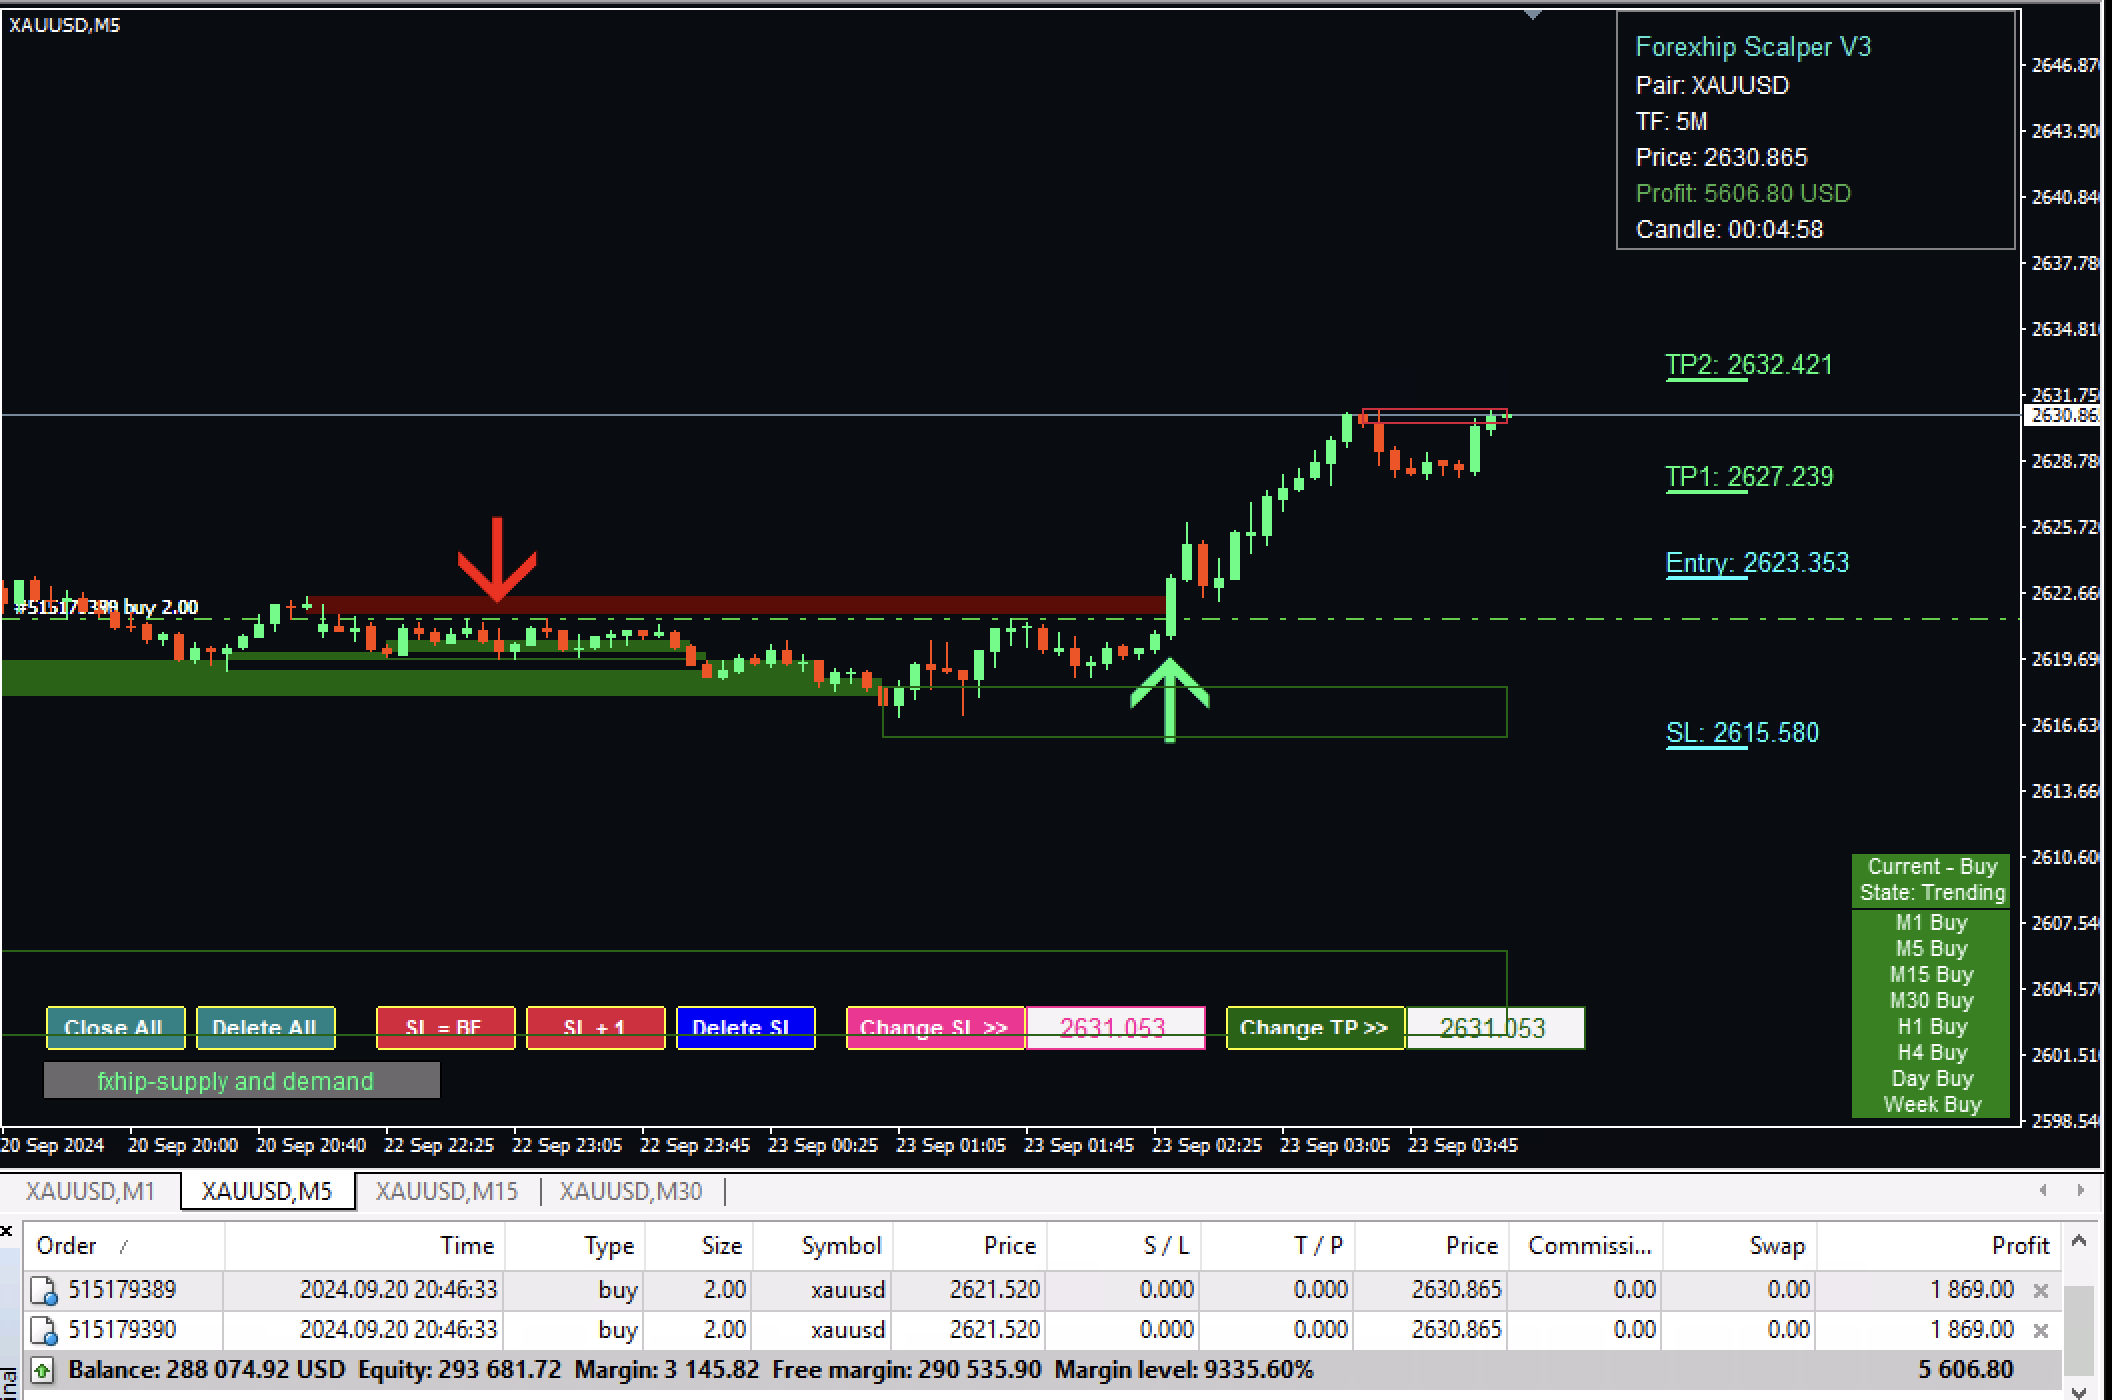 XAUUSD,M5
Forexhip Scalper V3
Pair: XAUUSD
TF: 5M
Price: 2630.865
Profit: 5606.80 USD
Candle: 00:04:58
2646.87
2643.90
2640.84
2637.78
2634.81
2631.75
2630.86
2628.78
2625.72
2622.66
2619.69
2616.63
2613.66
2610.60
2607.54
2604.57
2601.51
2598.54
TP2: 2632.421
TP1: 2627.239
Entry: 2623.353
SL: 2615.580
buy 2.00
Current - Buy
State: Trending
M1 Buy
M5 Buy
M15 Buy
M30 Buy
H1 Buy
H4 Buy
Day Buy
Week Buy
Close All Delete All SL = BE SL + 1 Delete SL Change SL >> 2631.053 Change TP >> 2631.053
fxhip-supply and demand
20 Sep 2024 20 Sep 20:00 20 Sep 20:40 22 Sep 22:25 22 Sep 23:05 22 Sep 23:45 23 Sep 00:25 23 Sep 01:05 23 Sep 01:45 23 Sep 02:25 23 Sep 03:05 23 Sep 03:45
XAUUSD,M1 XAUUSD,M5 XAUUSD,M15 XAUUSD,M30
Order / Time Type Size Symbol Price S / L T / P Price Commissi... Swap Profit
515179389 2024.09.20 20:46:33 buy 2.00 xauusd 2621.520 0.000 0.000 2630.865 0.00 0.00 1 869.00
515179390 2024.09.20 20:46:33 buy 2.00 xauusd 2621.520 0.000 0.000 2630.865 0.00 0.00 1 869.00
Balance: 288 074.92 USD Equity: 293 681.72 Margin: 3 145.82 Free margin: 290 535.90 Margin level: 9335.60% 5 606.80